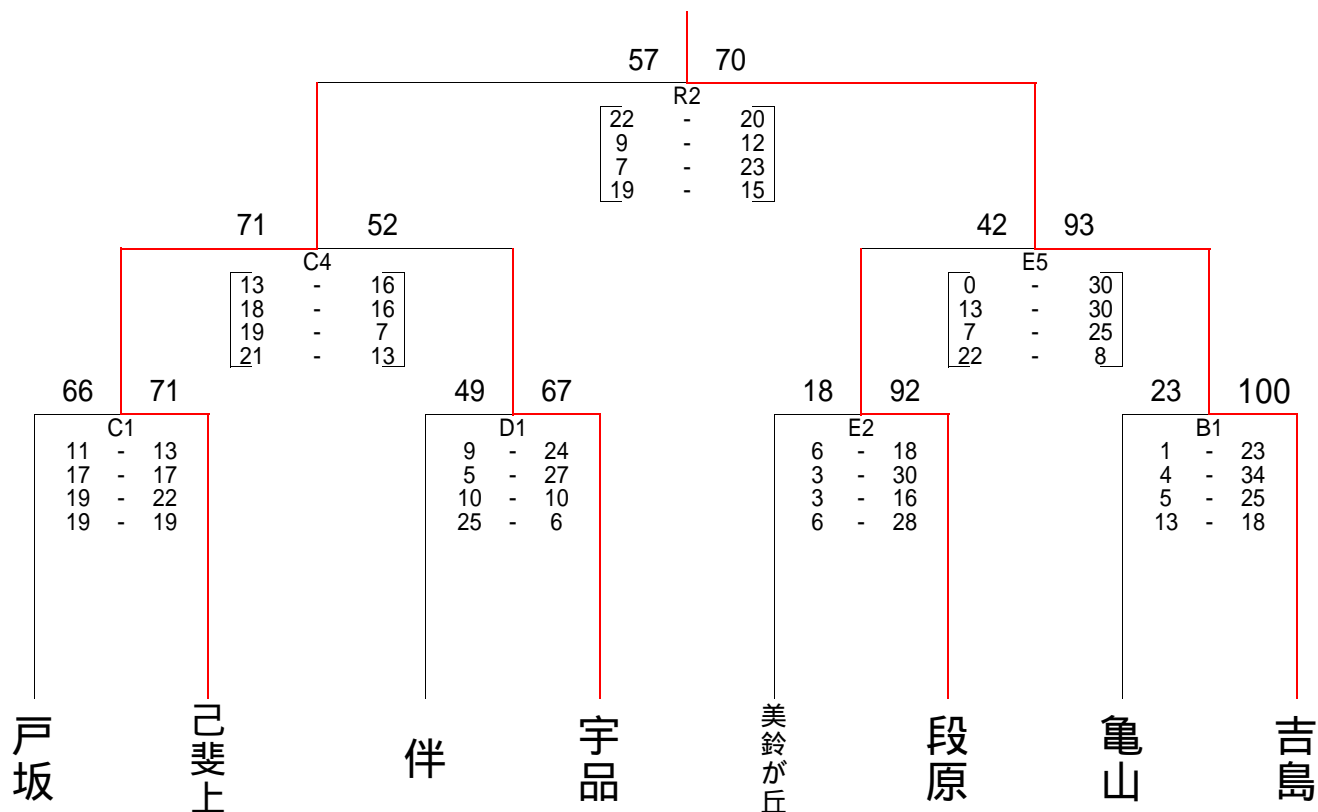 57 70
R2
22 - 20
9 - 12
7 - 23
19 - 15
71 52
C4
13 - 16
18 - 16
19 - 7
21 - 13
42 93
E5
0 - 30
13 - 30
7 - 25
22 - 8
66 71
C1
11 - 13
17 - 17
19 - 22
19 - 19
49 67
D1
9 - 24
5 - 27
10 - 10
25 - 6
18 92
E2
6 - 18
3 - 30
3 - 16
6 - 28
23 100
B1
1 - 23
4 - 34
5 - 25
13 - 18
戸坂
己斐上
伴
宇品
美鈴が丘
段原
亀山
吉島